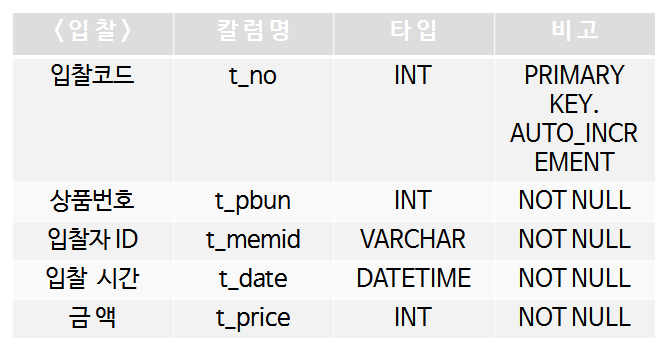 <입찰> 칼럼명 타입 비고
입찰코드 t_no INT PRIMARY
KEY.
AUTO_INCR
EMENT
상품번호 t_pbun INT NOT NULL
입찰자 ID t_memid VARCHAR NOT NULL
입찰 시간 t_date DATETIME NOT NULL
금 액 t_price INT NOT NULL